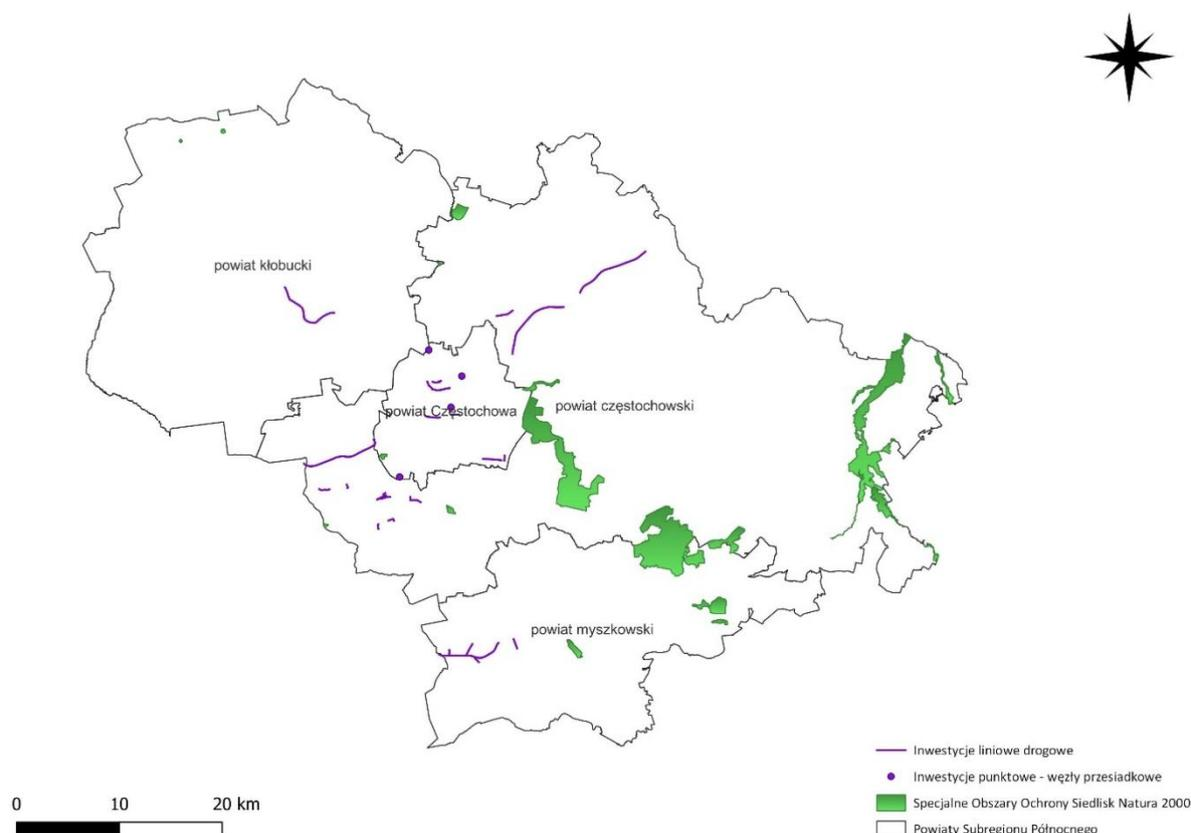 powiat kłobucki
powiat Częstochowa
powiat częstochowski
powiat myszkowski
Inwestycje liniowe drogowe
Inwestycje punktowe - węzły przesiadkowe
Specjalne Obszary Ochrony Siedlisk Natura 2000
Powiaty Subregionu Północnego
0 10 20 km